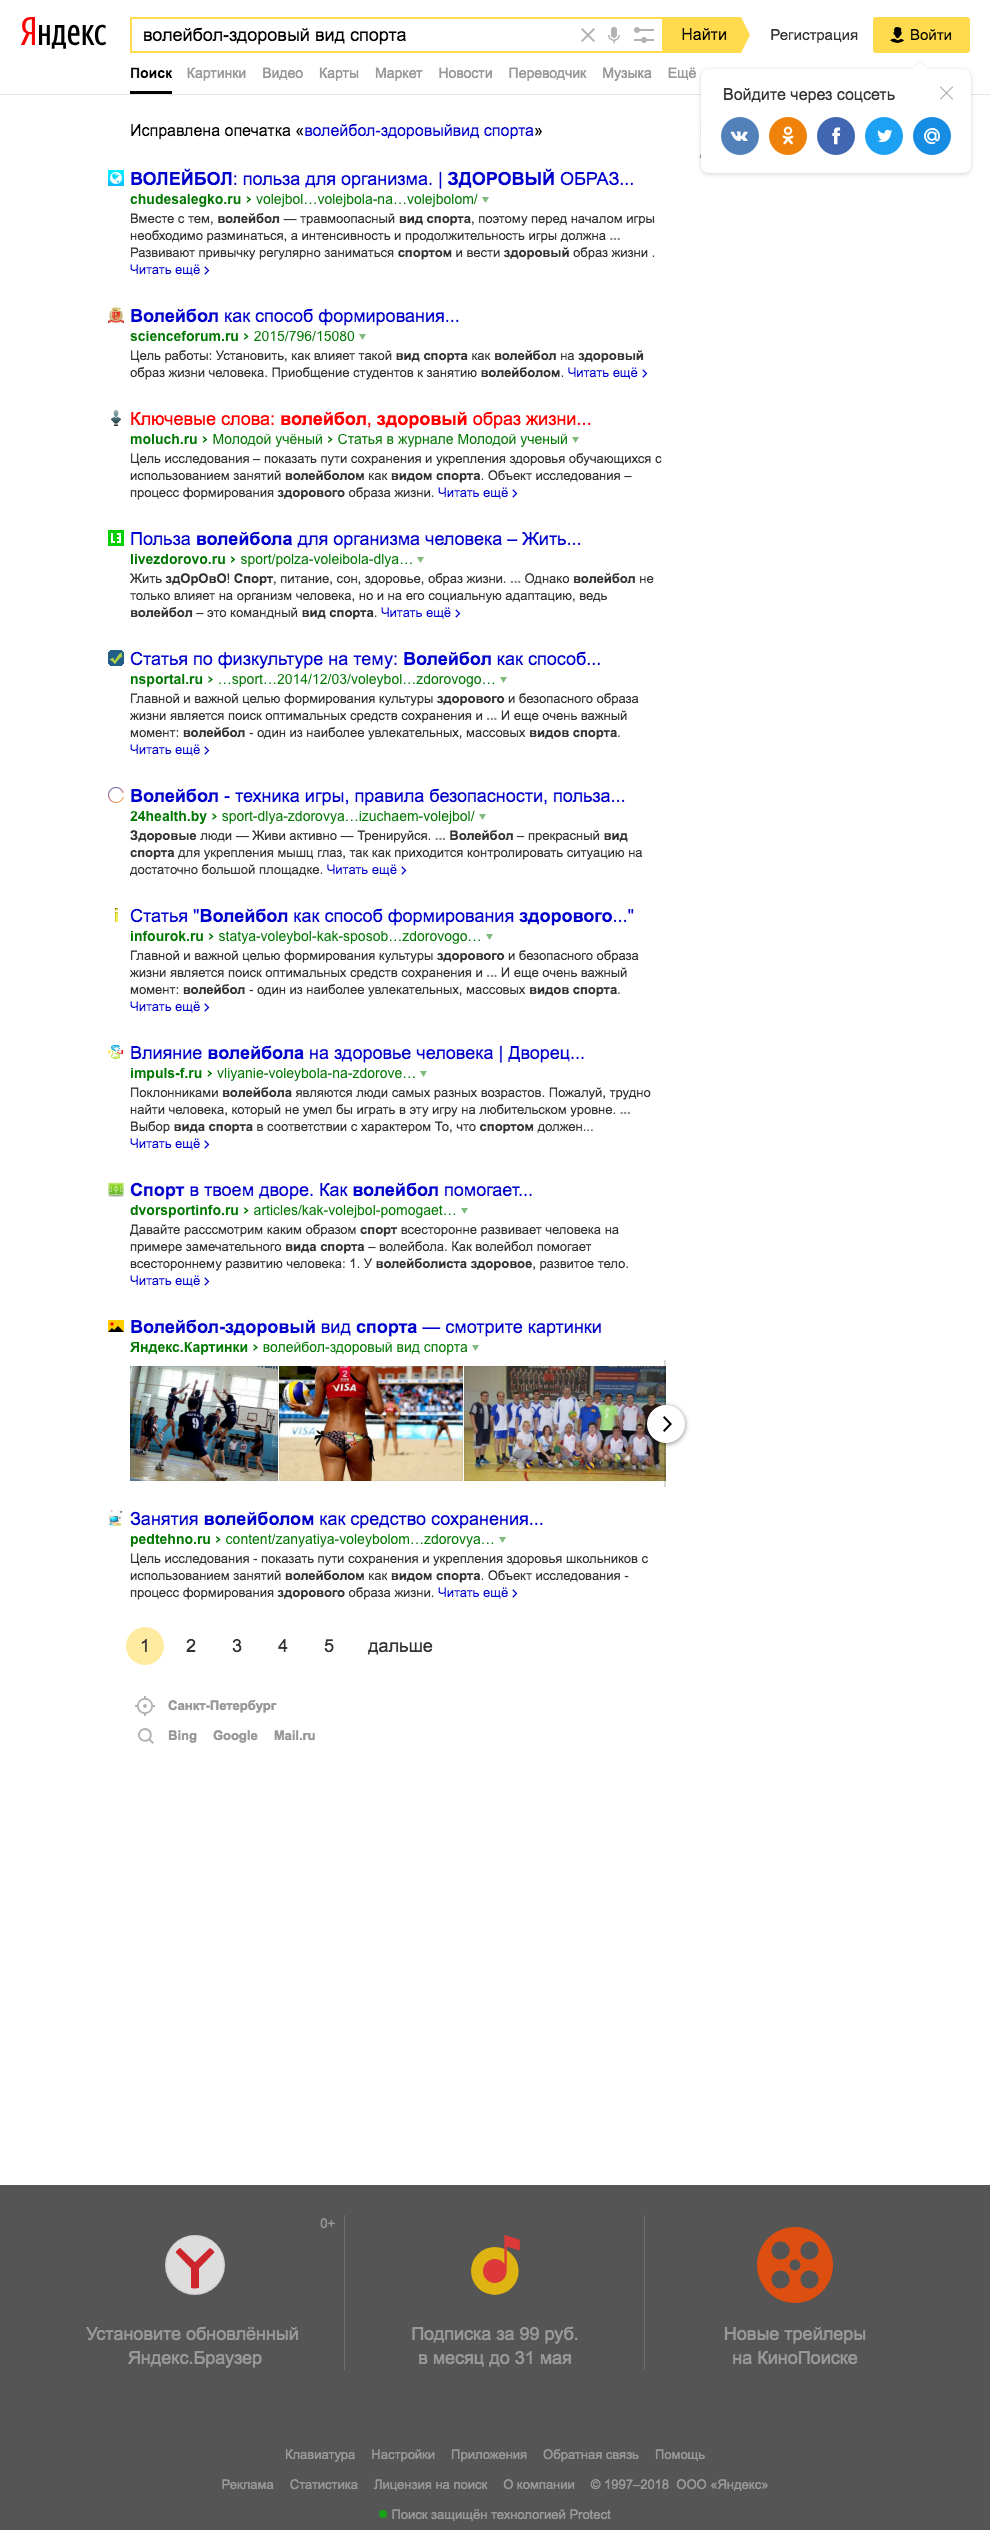 Яндекс
волейбол-здоровый вид спорта
Найти
Регистрация
Войти
Поиск Картинки Видео Карты Маркет Новости Переводчик Музыка Ещё
Войдите через соцсеть
Исправлена опечатка «волейбол-здоровыйвид спорта»
ВОЛЕЙБОЛ: польза для организма. | ЗДОРОВЫЙ ОБРАЗ...
chudesalegko.ru › volejbol…volejbola-na…volejbolom/
Вместе с тем, волейбол — травмоопасный вид спорта, поэтому перед началом игры
необходимо разминаться, а интенсивность и продолжительность игры должна ...
Развивают привычку регулярно заниматься спортом и вести здоровый образ жизни .
Читать ещё ›
Волейбол как способ формирования...
scienceforum.ru › 2015/796/15080
Цель работы: Установить, как влияет такой вид спорта как волейбол на здоровый
образ жизни человека. Приобщение студентов к занятию волейболом. Читать ещё ›
Ключевые слова: волейбол, здоровый образ жизни...
moluch.ru › Молодой учёный › Статья в журнале Молодой ученый
Цель исследования – показать пути сохранения и укрепления здоровья обучающихся с
использованием занятий волейболом как видом спорта. Объект исследования –
процесс формирования здорового образа жизни. Читать ещё ›
Польза волейбола для организма человека – Жить...
livezdorovo.ru › sport/polza-voleibola-dlya…
Жить здОрОвО! Спорт, питание, сон, здоровье, образ жизни. ... Однако волейбол не
только влияет на организм человека, но и на его социальную адаптацию, ведь
волейбол – это командный вид спорта. Читать ещё ›
Статья по физкультуре на тему: Волейбол как способ...
nsportal.ru › …sport…2014/12/03/voleybol…zdorovogo…
Главной и важной целью формирования культуры здорового и безопасного образа
жизни является поиск оптимальных средств сохранения и ... И еще очень важный
момент: волейбол - один из наиболее увлекательных, массовых видов спорта.
Читать ещё ›
Волейбол - техника игры, правила безопасности, польза...
24health.by › sport-dlya-zdorovya…izuchaem-volejbol/
Здоровые люди — Живи активно — Тренируйся. ... Волейбол – прекрасный вид
спорта для укрепления мышц глаз, так как приходится контролировать ситуацию на
достаточно большой площадке. Читать ещё ›
Статья "Волейбол как способ формирования здорового..."
infourok.ru › statya-voleybol-kak-sposob…zdorovogo…
Главной и важной целью формирования культуры здорового и безопасного образа
жизни является поиск оптимальных средств сохранения и ... И еще очень важный
момент: волейбол - один из наиболее увлекательных, массовых видов спорта.
Читать ещё ›
Влияние волейбола на здоровье человека | Дворец...
impuls-f.ru › vliyanie-voleybola-na-zdorove…
Поклонниками волейбола являются люди самых разных возрастов. Пожалуй, трудно
найти человека, который не умел бы играть в эту игру на любительском уровне. ...
Выбор вида спорта в соответствии с характером То, что спортом должен...
Читать ещё ›
Спорт в твоем дворе. Как волейбол помогает...
dvorsportinfo.ru › articles/kak-volejbol-pomogaet…
Давайте расссмотрим каким образом спорт всесторонне развивает человека на
примере замечательного вида спорта – волейбола. Как волейбол помогает
всестороннему развитию человека: 1. У волейболиста здоровое, развитое тело.
Читать ещё ›
Волейбол-здоровый вид спорта — смотрите картинки
Яндекс.Картинки › волейбол-здоровый вид спорта
9
2
VISA
VISA
Занятия волейболом как средство сохранения...
pedtehno.ru › content/zanyatiya-voleybolom…zdorovya…
Цель исследования - показать пути сохранения и укрепления здоровья школьников с
использованием занятий волейболом как видом спорта. Объект исследования -
процесс формирования здорового образа жизни. Читать ещё ›
1 2 3 4 5 дальше
Санкт-Петербург
Bing Google Mail.ru
0+
Установите обновлённый
Яндекс.Браузер
Подписка за 99 руб.
в месяц до 31 мая
Новые трейлеры
на КиноПоиске
Клавиатура Настройки Приложения Обратная связь Помощь
Реклама Статистика Лицензия на поиск О компании © 1997–2018 ООО «Яндекс»
Поиск защищён технологией Protect